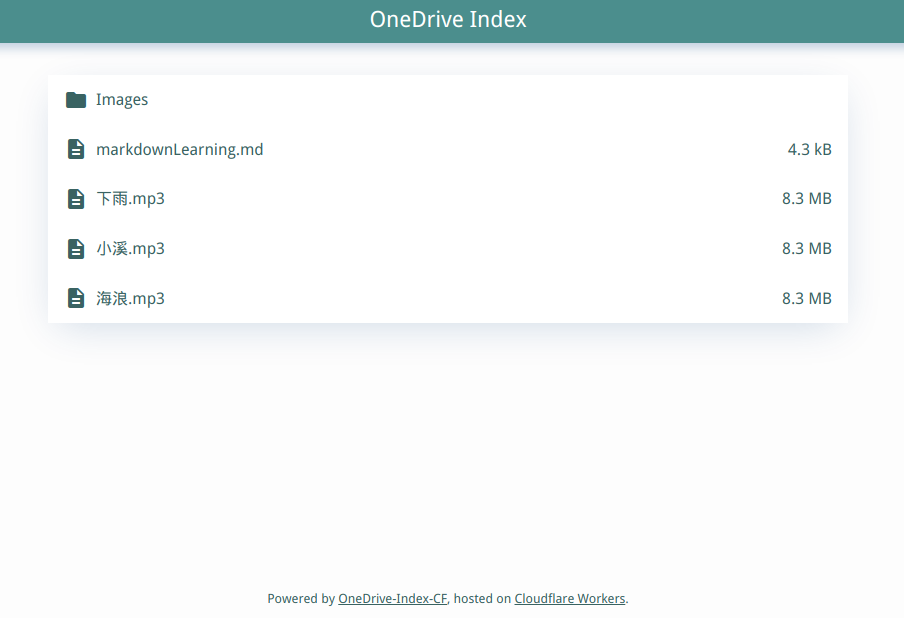 OneDrive Index
Images
markdownLearning.md 4.3 kB
下雨.mp3 8.3 MB
小溪.mp3 8.3 MB
海浪.mp3 8.3 MB
Powered by OneDrive-Index-CF, hosted on Cloudflare Workers.